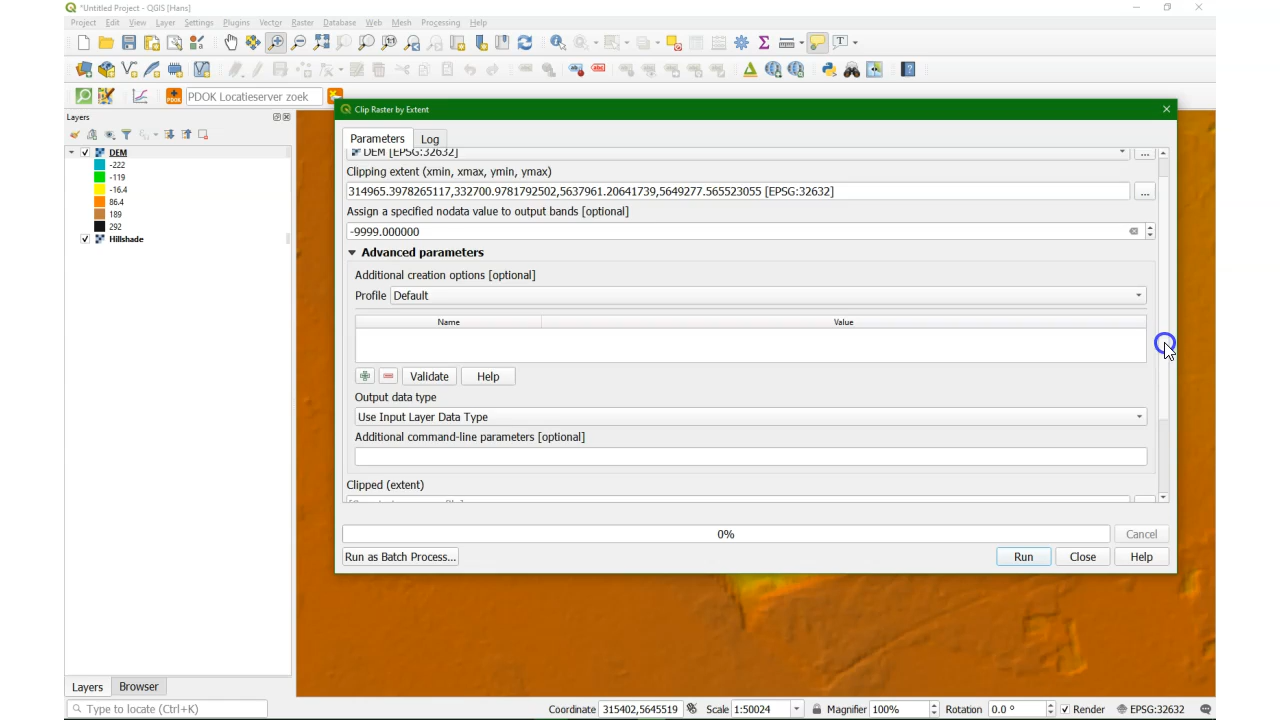 *Untitled Project - QGIS [Hans]
Project Edit View Layer Settings Plugins Vector Raster Database Web Mesh Processing Help
PDOK Locatieserver zoek
Layers
DEM
-222
-119
-16.4
86.4
189
292
Hillshade
Clip Raster by Extent
Parameters Log
DEM [EPSG:32632]
Clipping extent (xmin, xmax, ymin, ymax)
314965.3978265117,332700.9781792502,5637961.20641739,5649277.565523055 [EPSG:32632]
Assign a specified nodata value to output bands [optional]
-9999.000000
Advanced parameters
Additional creation options [optional]
Profile Default
Name Value
Validate Help
Output data type
Use Input Layer Data Type
Additional command-line parameters [optional]
Clipped (extent)
0% Cancel
Run as Batch Process... Run Close Help
Layers Browser
Type to locate (Ctrl+K) Coordinate 315402,5645519 Scale 1:50024 Magnifier 100% Rotation 0.0 ° Render EPSG:32632